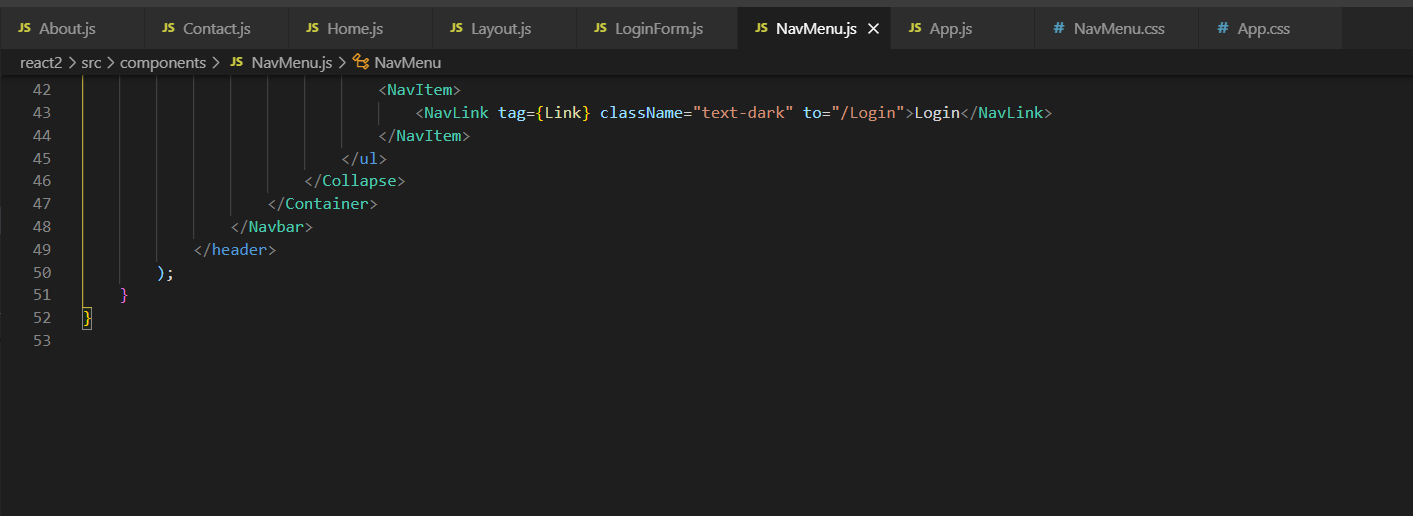 JS About.js JS Contact.js JS Home.js JS Layout.js JS LoginForm.js JS NavMenu.js × JS App.js # NavMenu.css # App.css
react2 > src > components > JS NavMenu.js > NavMenu
42 <NavItem>
43 <NavLink tag={Link} className="text-dark" to="/Login">Login</NavLink>
44 </NavItem>
45 </ul>
46 </Collapse>
47 </Container>
48 </Navbar>
49 </header>
50 );
51 }
52 }
53